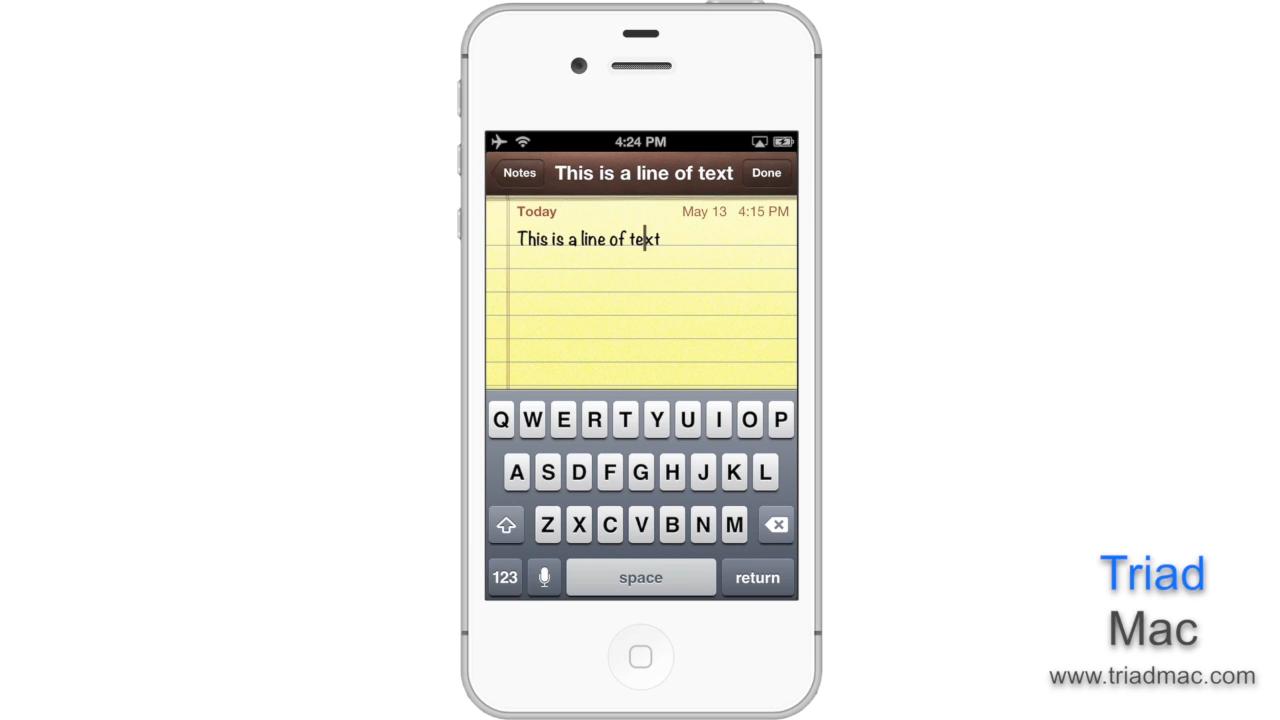 4:24 PM
Notes This is a line of text Done
Today May 13 4:15 PM
This is a line of text
Q W E R T Y U I O P
A S D F G H J K L
Z X C V B N M
123 space return
Triad
Mac
www.triadmac.com